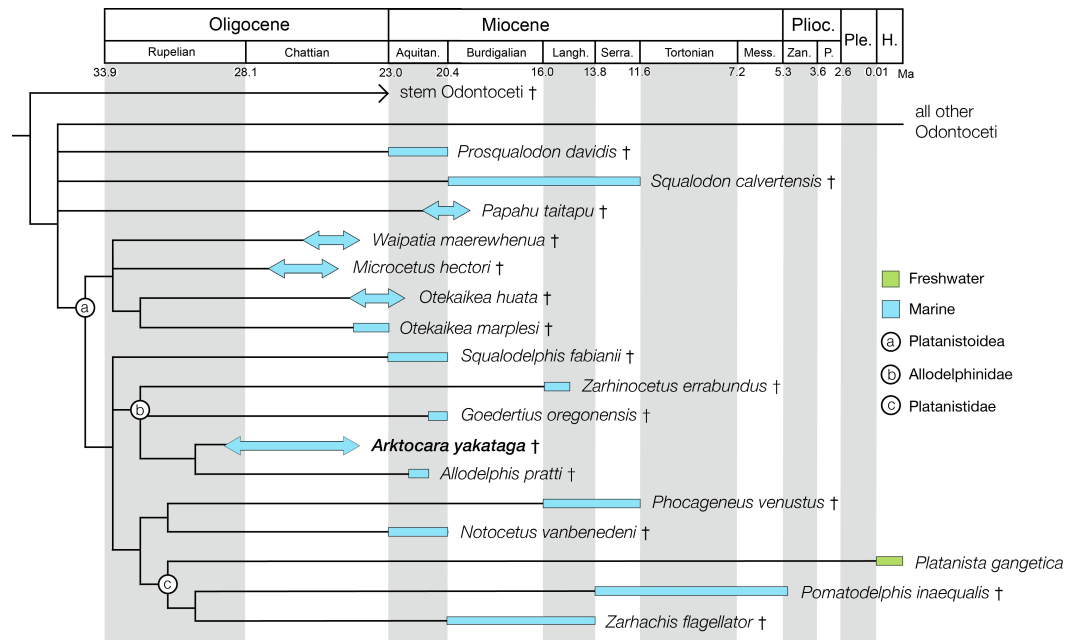 Oligocene Miocene Plioc. Ple. H.
Rupelian Chattian Aquitan. Burdigalian Langh. Serra. Tortonian Mess. Zan. P.
33.9 28.1 23.0 20.4 16.0 13.8 11.6 7.2 5.3 3.6 2.6 0.01 Ma
stem Odontoceti †
all other
Odontoceti
Prosqualodon davidis †
Squalodon calvertensis †
Papahu taitapu †
Waipatia maerewhenua †
Microcetus hectori †
Otekaikea huata †
Otekaikea marplesi †
Squalodelphis fabianii †
Zarhinocetus errabundus †
Goedertius oregonensis †
Arktocara yakataga †
Allodelphis pratti †
Phocageneus venustus †
Notocetus vanbenedeni †
Platanista gangetica
Pomatodelphis inaequalis †
Zarhachis flagellator †
a
b
c
Freshwater
Marine
a Platanistoidea
b Allodelphinidae
c Platanistidae